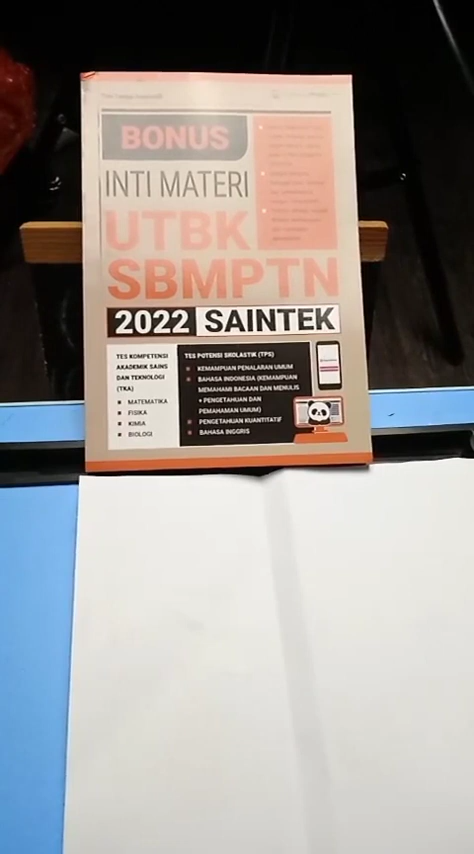 BONUS
INTI MATERI
UTBK
SBMPTN
2022 SAINTEK
TES KOMPETENSI
AKADEMIK SAINS
DAN TEKNOLOGI
(TKA)
MATEMATIKA
FISIKA
KIMIA
BIOLOGI
TES POTENSI SKOLASTIK (TPS)
KEMAMPUAN PENALARAN UMUM
BAHASA INDONESIA (KEMAMPUAN
MEMAHAMI BACAAN DAN MENULIS
+ PENGETAHUAN DAN
PEMAHAMAN UMUM)
PENGETAHUAN KUANTITATIF
BAHASA INGGRIS